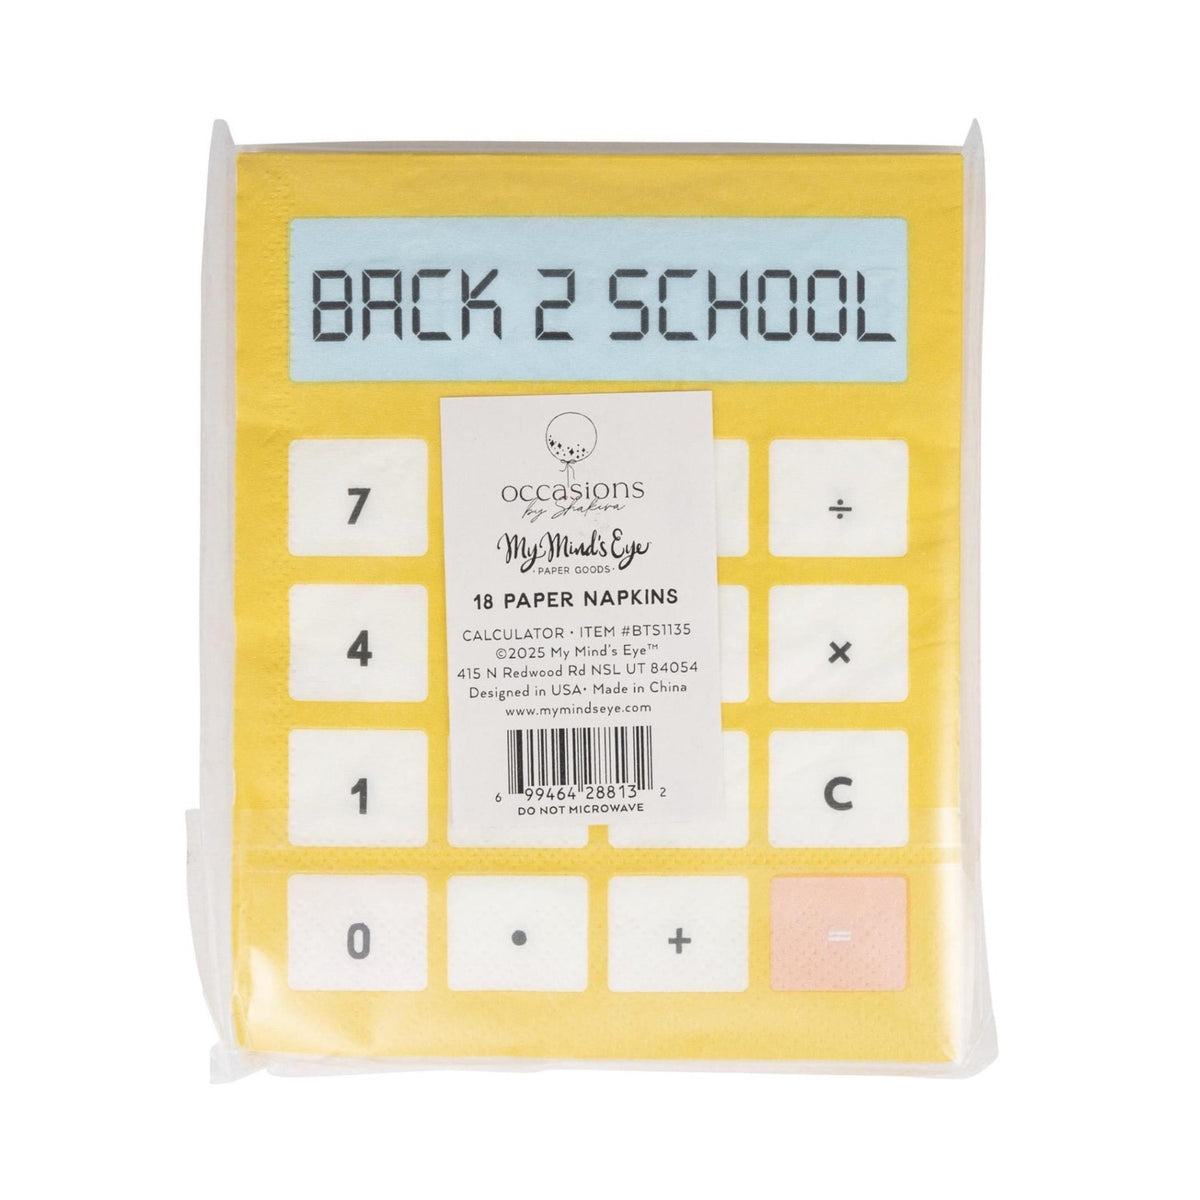 BACK 2 SCHOOL
occasions
by Shakira
My Mind's Eye
·PAPER GOODS·
18 PAPER NAPKINS
CALCULATOR · ITEM #BTS1135
©2025 My Mind's Eye™
415 N Redwood Rd NSL UT 84054
Designed in USA· Made in China
www.mymindseye.com
6 99464 28813 2
DO NOT MICROWAVE
7 ÷
4 ×
1 C
0 • + =